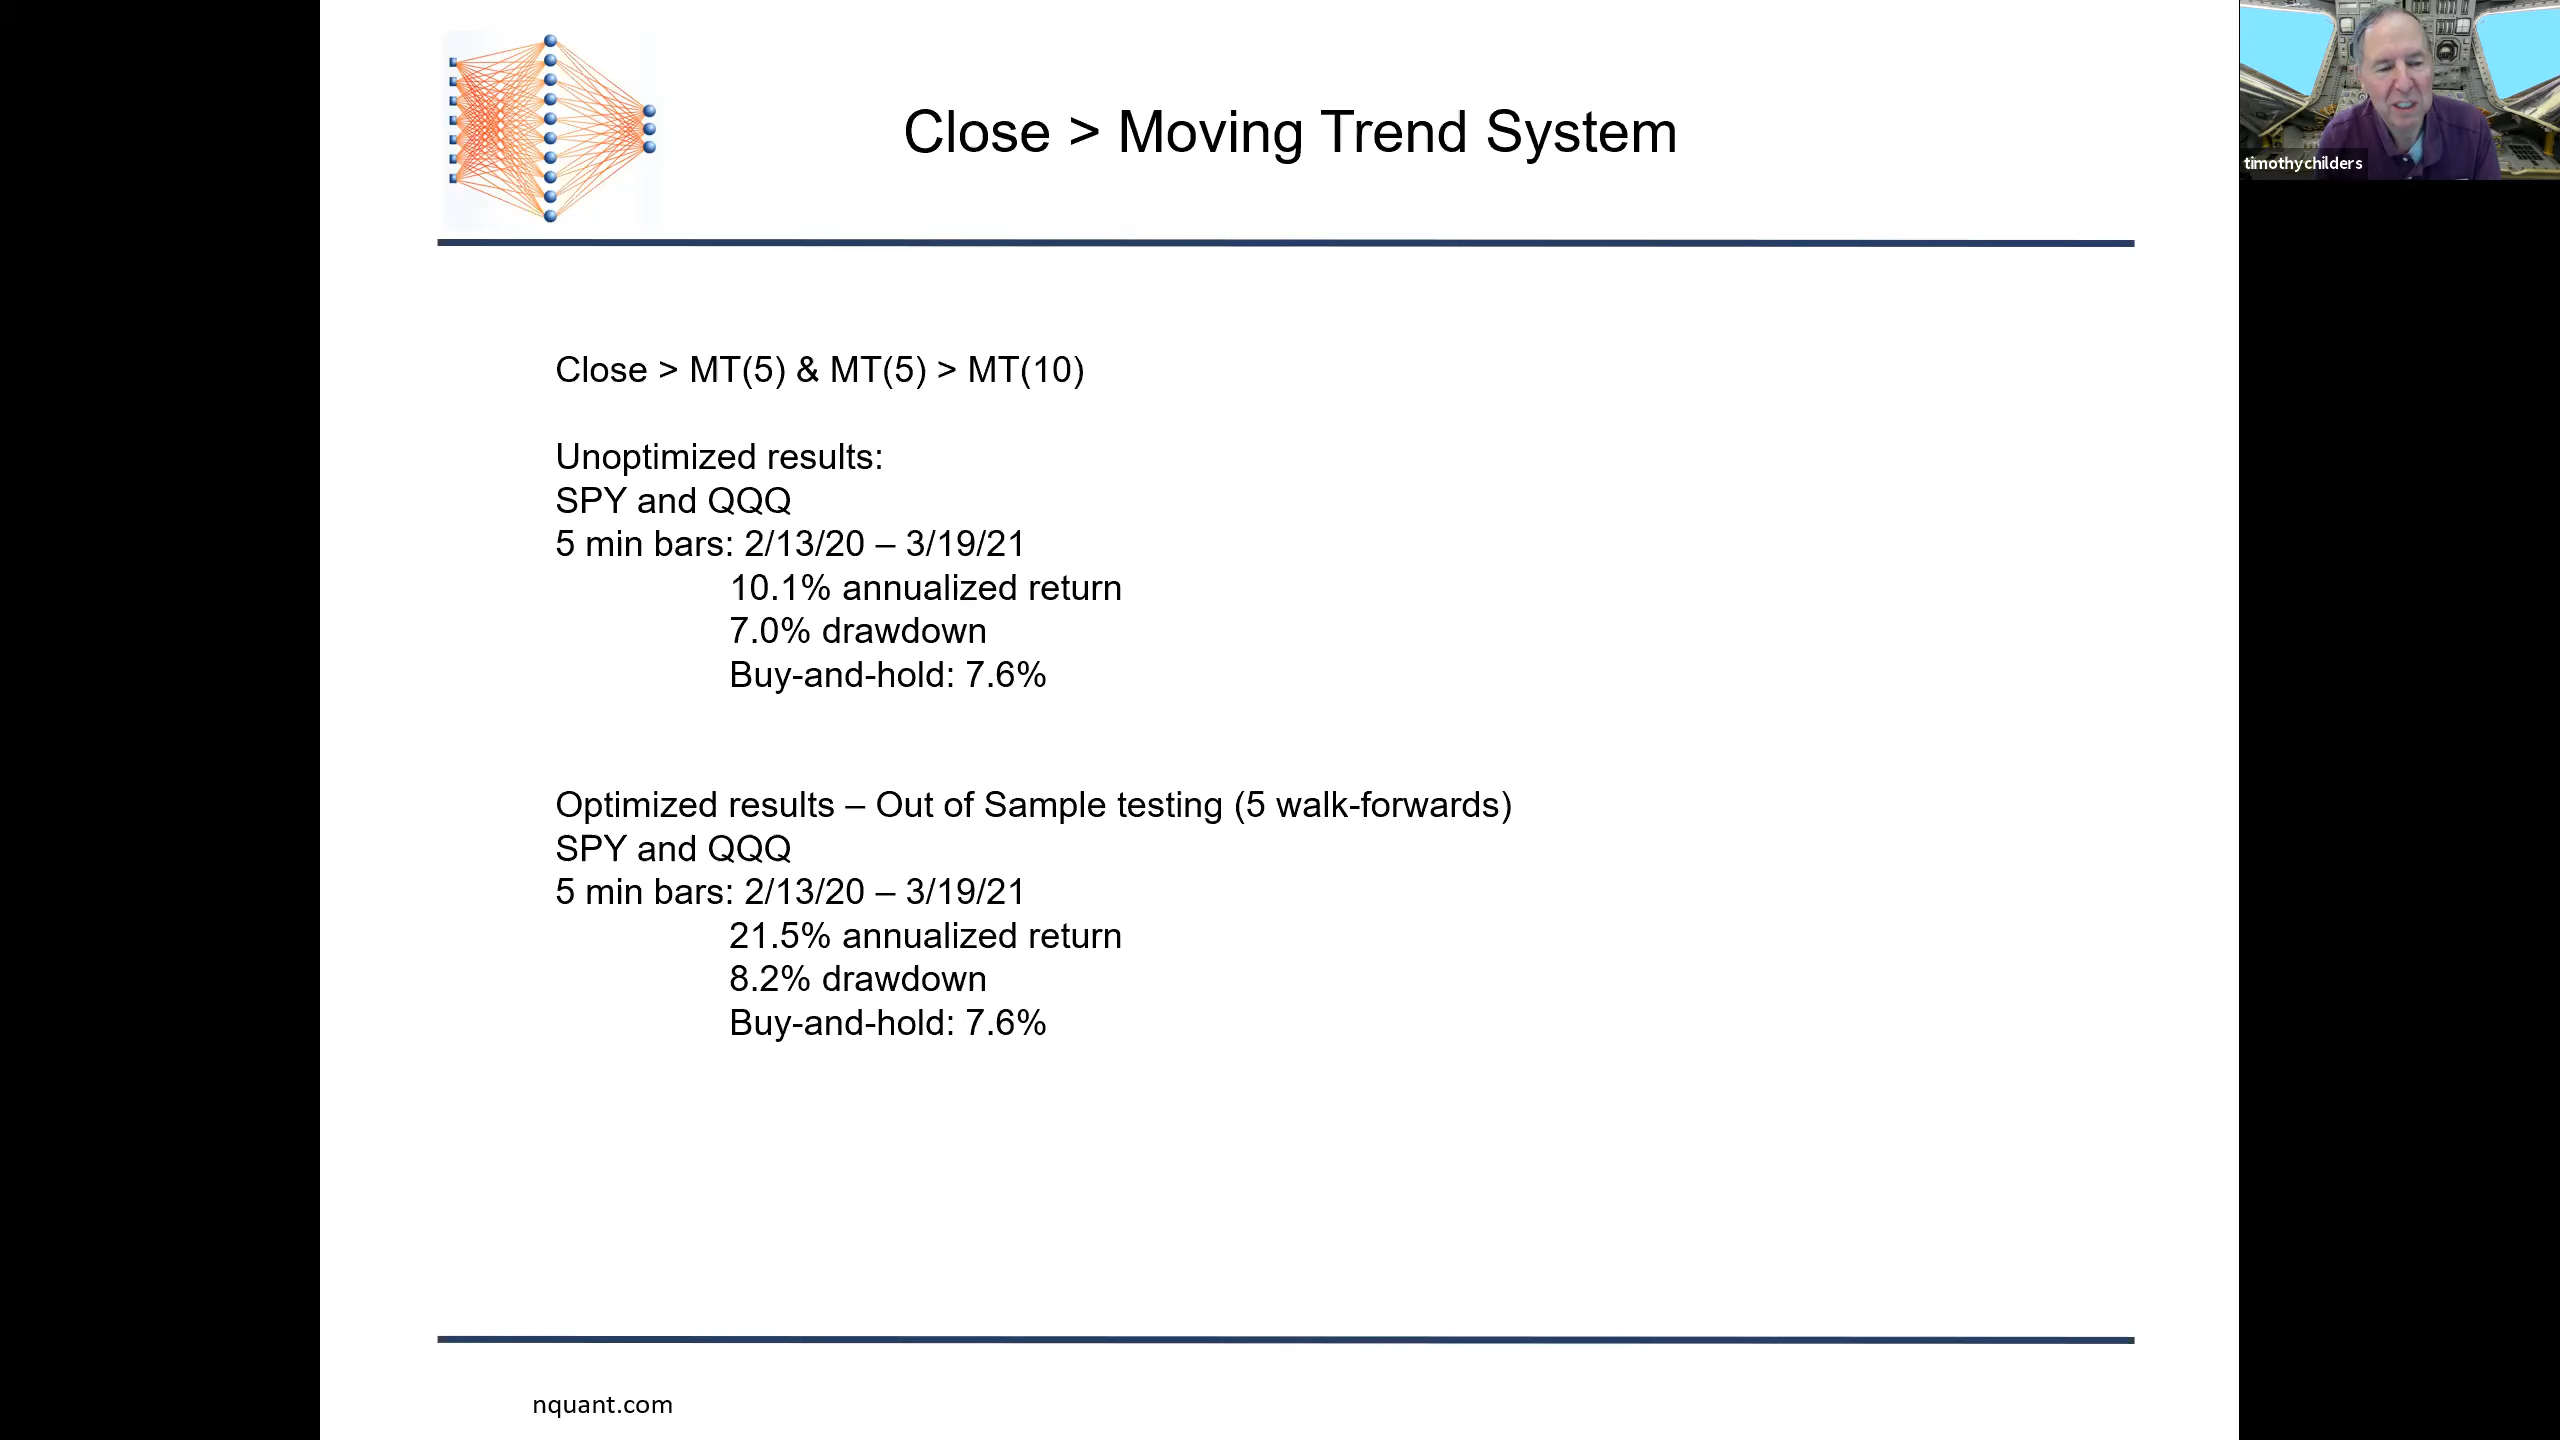 Close > Moving Trend System
timothychilders
Close > MT(5) & MT(5) > MT(10)
Unoptimized results:
SPY and QQQ
5 min bars: 2/13/20 – 3/19/21
10.1% annualized return
7.0% drawdown
Buy-and-hold: 7.6%
Optimized results – Out of Sample testing (5 walk-forwards)
SPY and QQQ
5 min bars: 2/13/20 – 3/19/21
21.5% annualized return
8.2% drawdown
Buy-and-hold: 7.6%
nquant.com